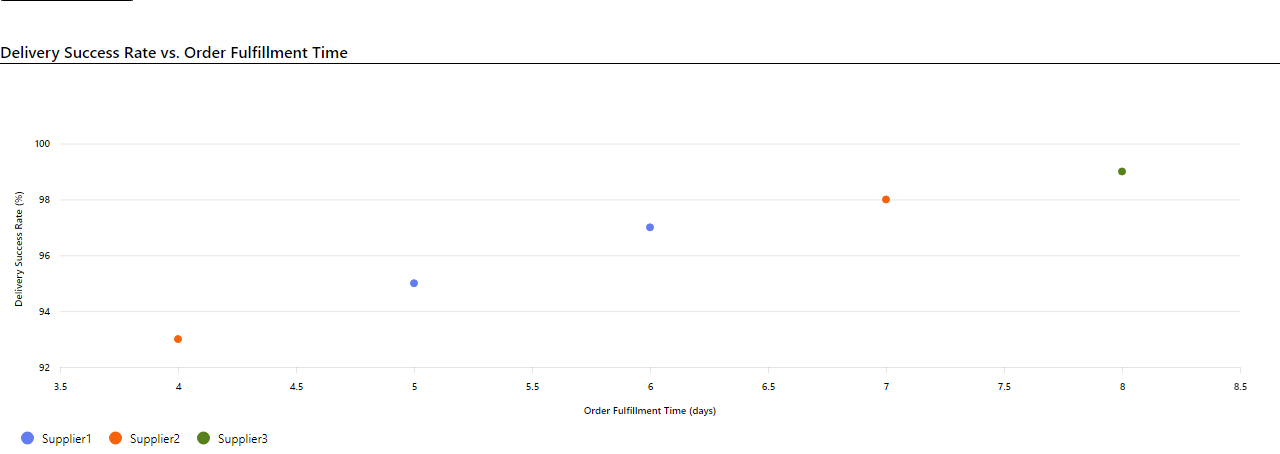 Delivery Success Rate vs. Order Fulfillment Time
100
98
96
94
92
Delivery Success Rate (%)
3.5 4 4.5 5 5.5 6 6.5 7 7.5 8 8.5
Order Fulfillment Time (days)
Supplier1 Supplier2 Supplier3